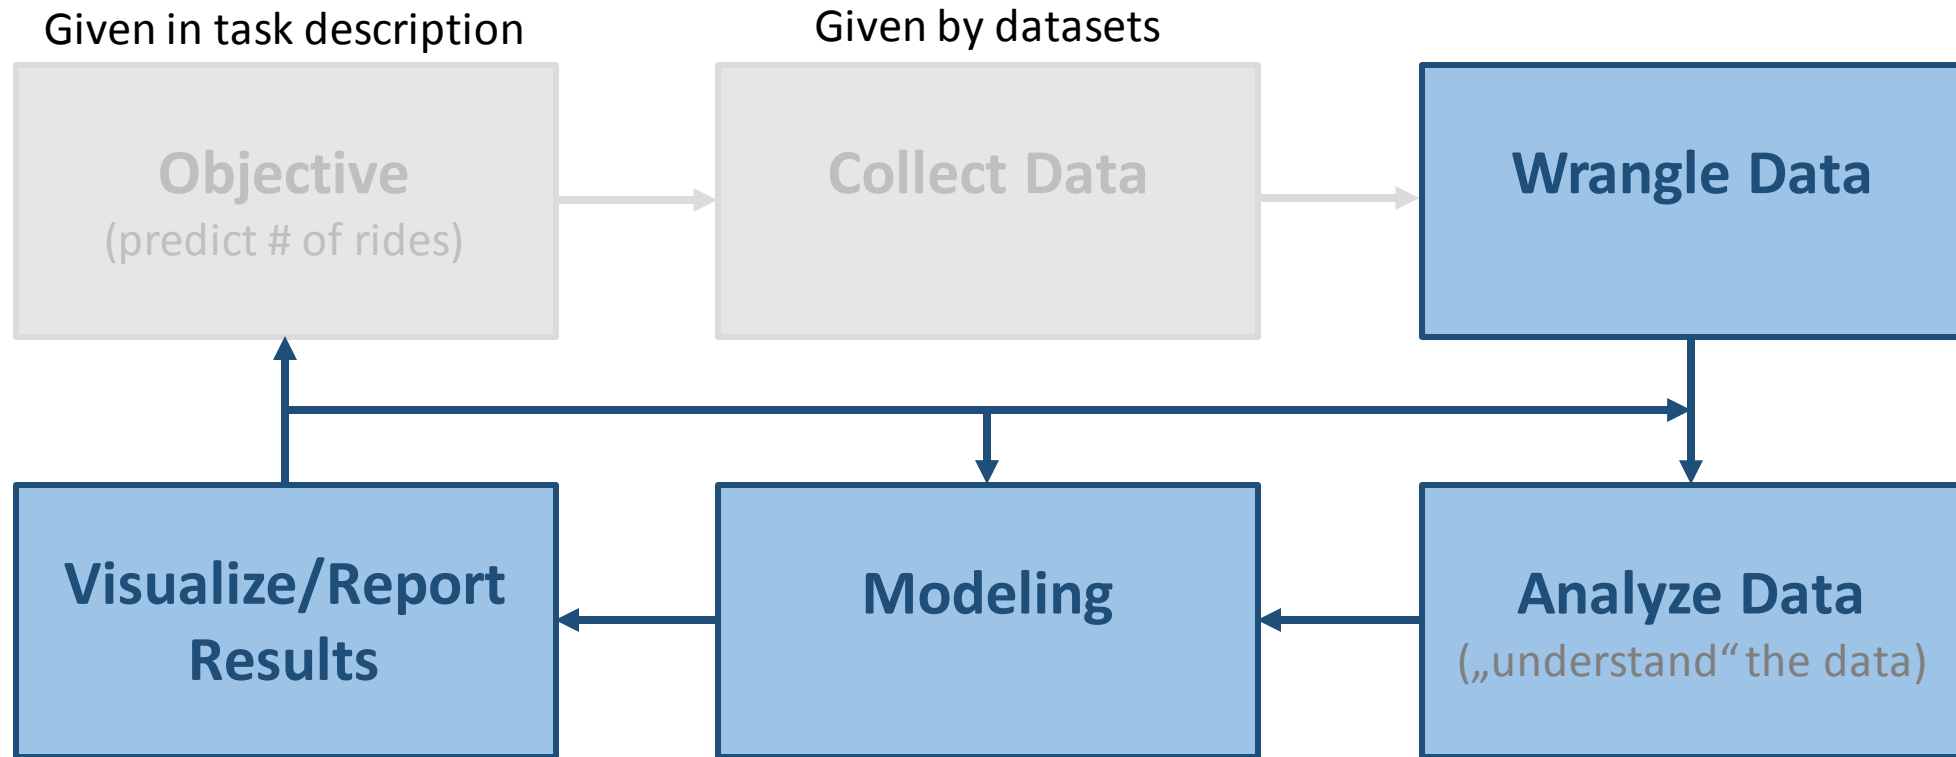 Given in task description
Given by datasets
Objective
(predict # of rides)
Collect Data
Wrangle Data
Visualize/Report
Results
Modeling
Analyze Data
(„understand“ the data)